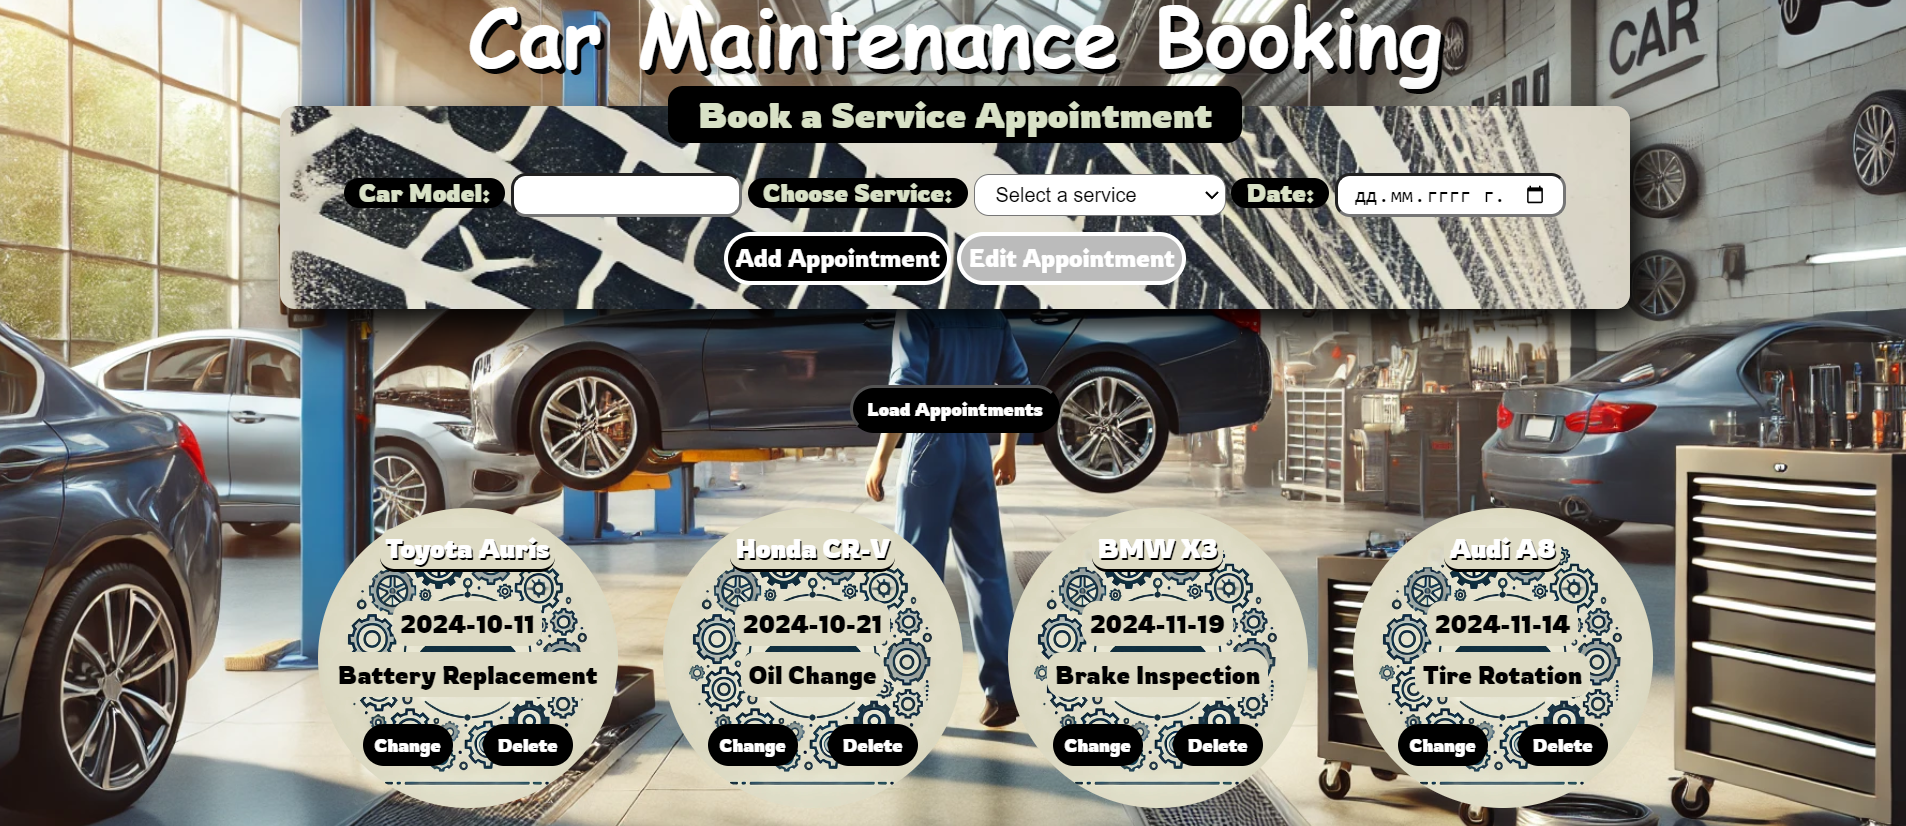 Car Maintenance Booking
CAR
Book a Service Appointment
Car Model: Choose Service: Select a service Date: дд.мм.гггг г.
Add Appointment Edit Appointment
Load Appointments
Toyota Auris Honda CR-V BMW X3 Audi A8
2024-10-11 2024-10-21 2024-11-19 2024-11-14
Battery Replacement Oil Change Brake Inspection Tire Rotation
Change Delete Change Delete Change Delete Change Delete